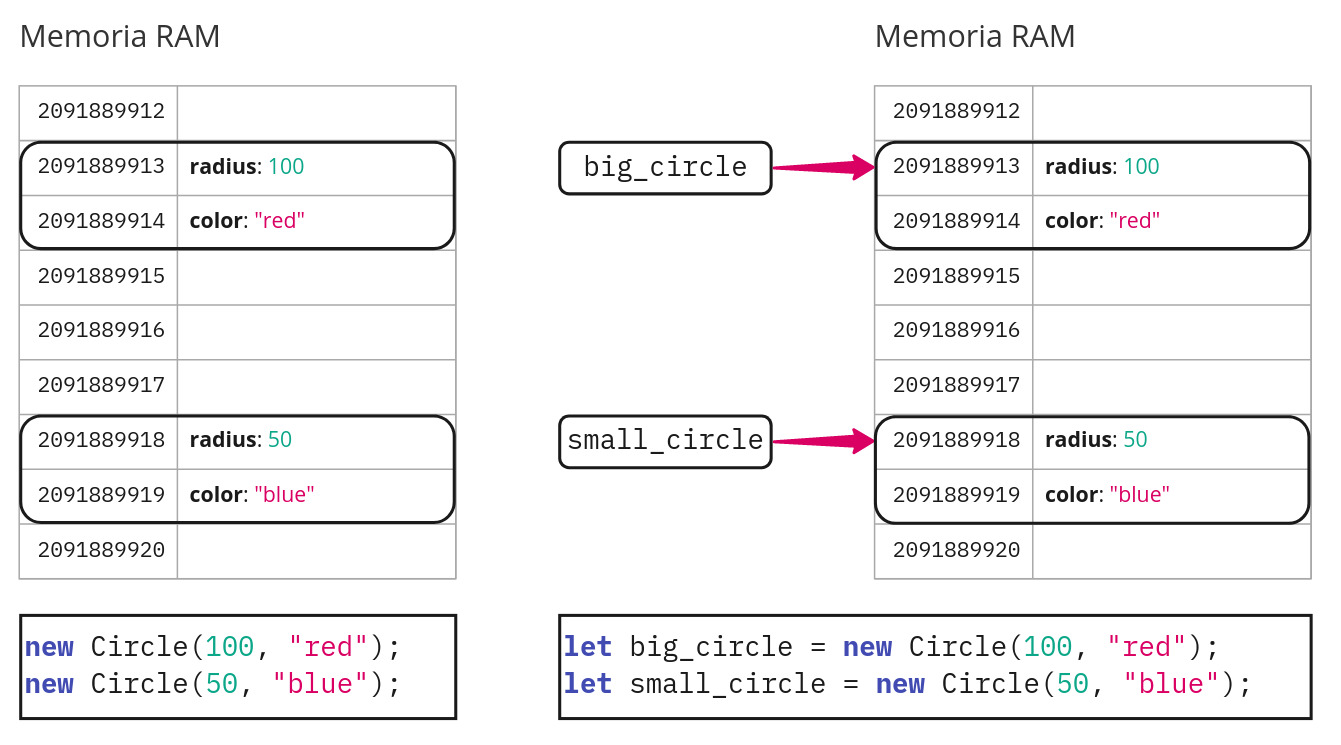 Memoria RAM
2091889912
2091889913 radius: 100
2091889914 color: "red"
2091889915
2091889916
2091889917
2091889918 radius: 50
2091889919 color: "blue"
2091889920
new Circle(100, "red");
new Circle(50, "blue");
Memoria RAM
2091889912
big_circle
2091889913 radius: 100
2091889914 color: "red"
2091889915
2091889916
2091889917
small_circle
2091889918 radius: 50
2091889919 color: "blue"
2091889920
let big_circle = new Circle(100, "red");
let small_circle = new Circle(50, "blue");